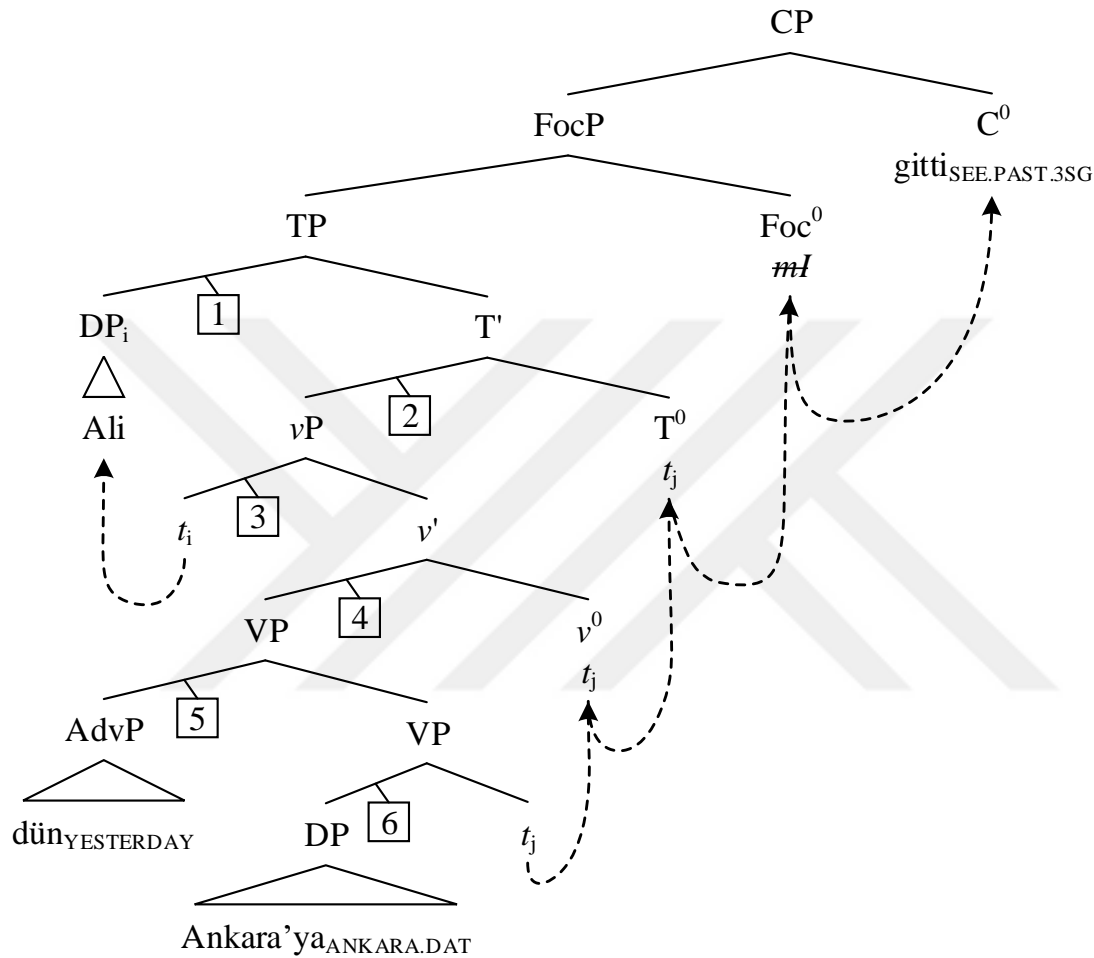 CP
FocP C⁰
gittiSEE.PAST.3SG
TP Foc⁰
mI
1
DPi T'
2
Ali vP T⁰
tj
3
ti v'
4
VP v⁰
tj
5
AdvP VP
6
dünYESTERDAY DP tj
Ankara’yaANKARA.DAT